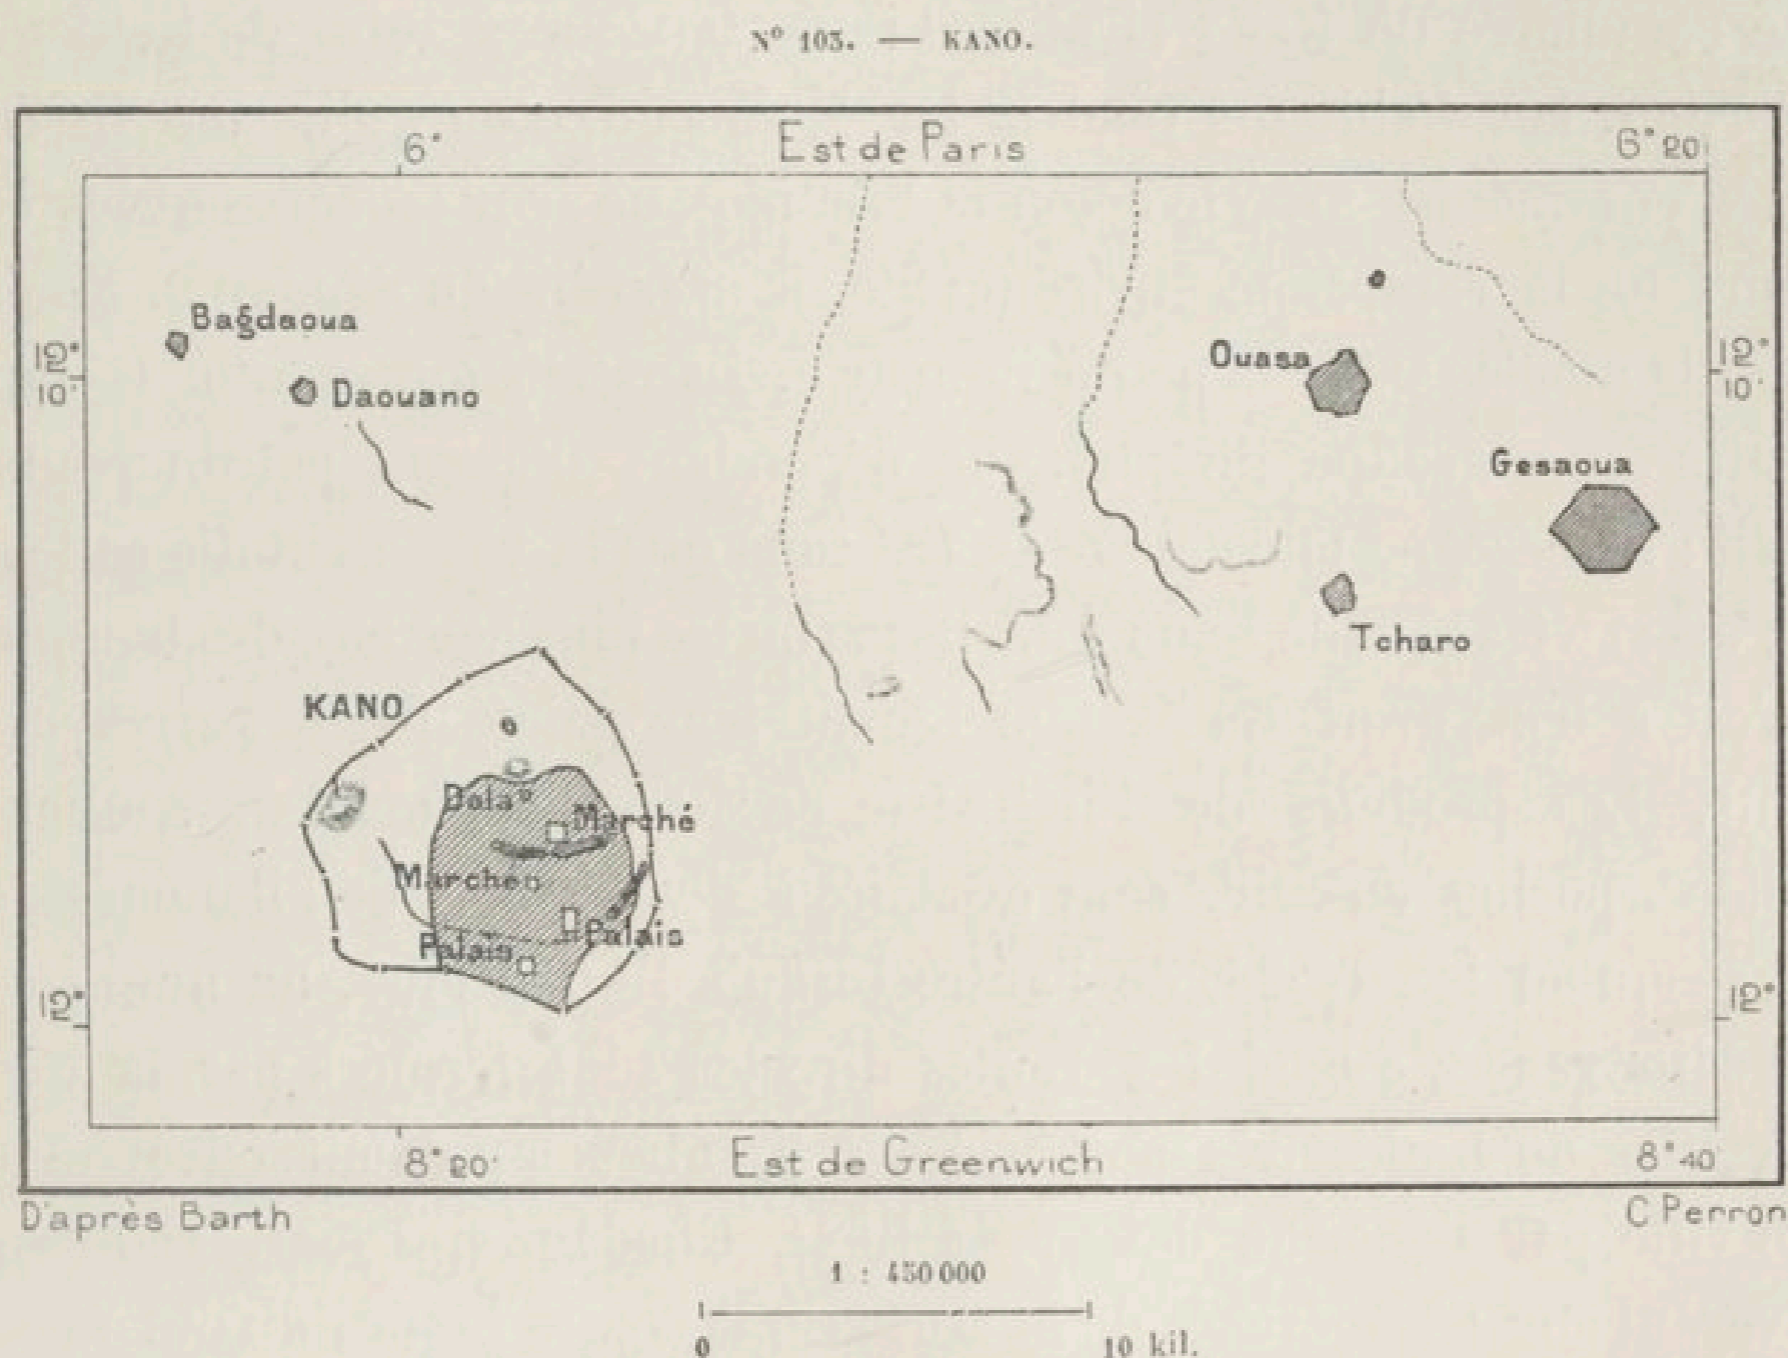 Nº 103. — KANO.
6° Est de Paris 6° 20'
Bagdaoua
12° 10' 12° 10'
Ouasa
Daouano
Gesaoua
Tcharo
KANO
Dala
Marché
Marché
Palais
Palais
12° 12°
8° 20' Est de Greenwich 8° 40'
D'après Barth C Perron
1 : 450 000
0 10 kil.